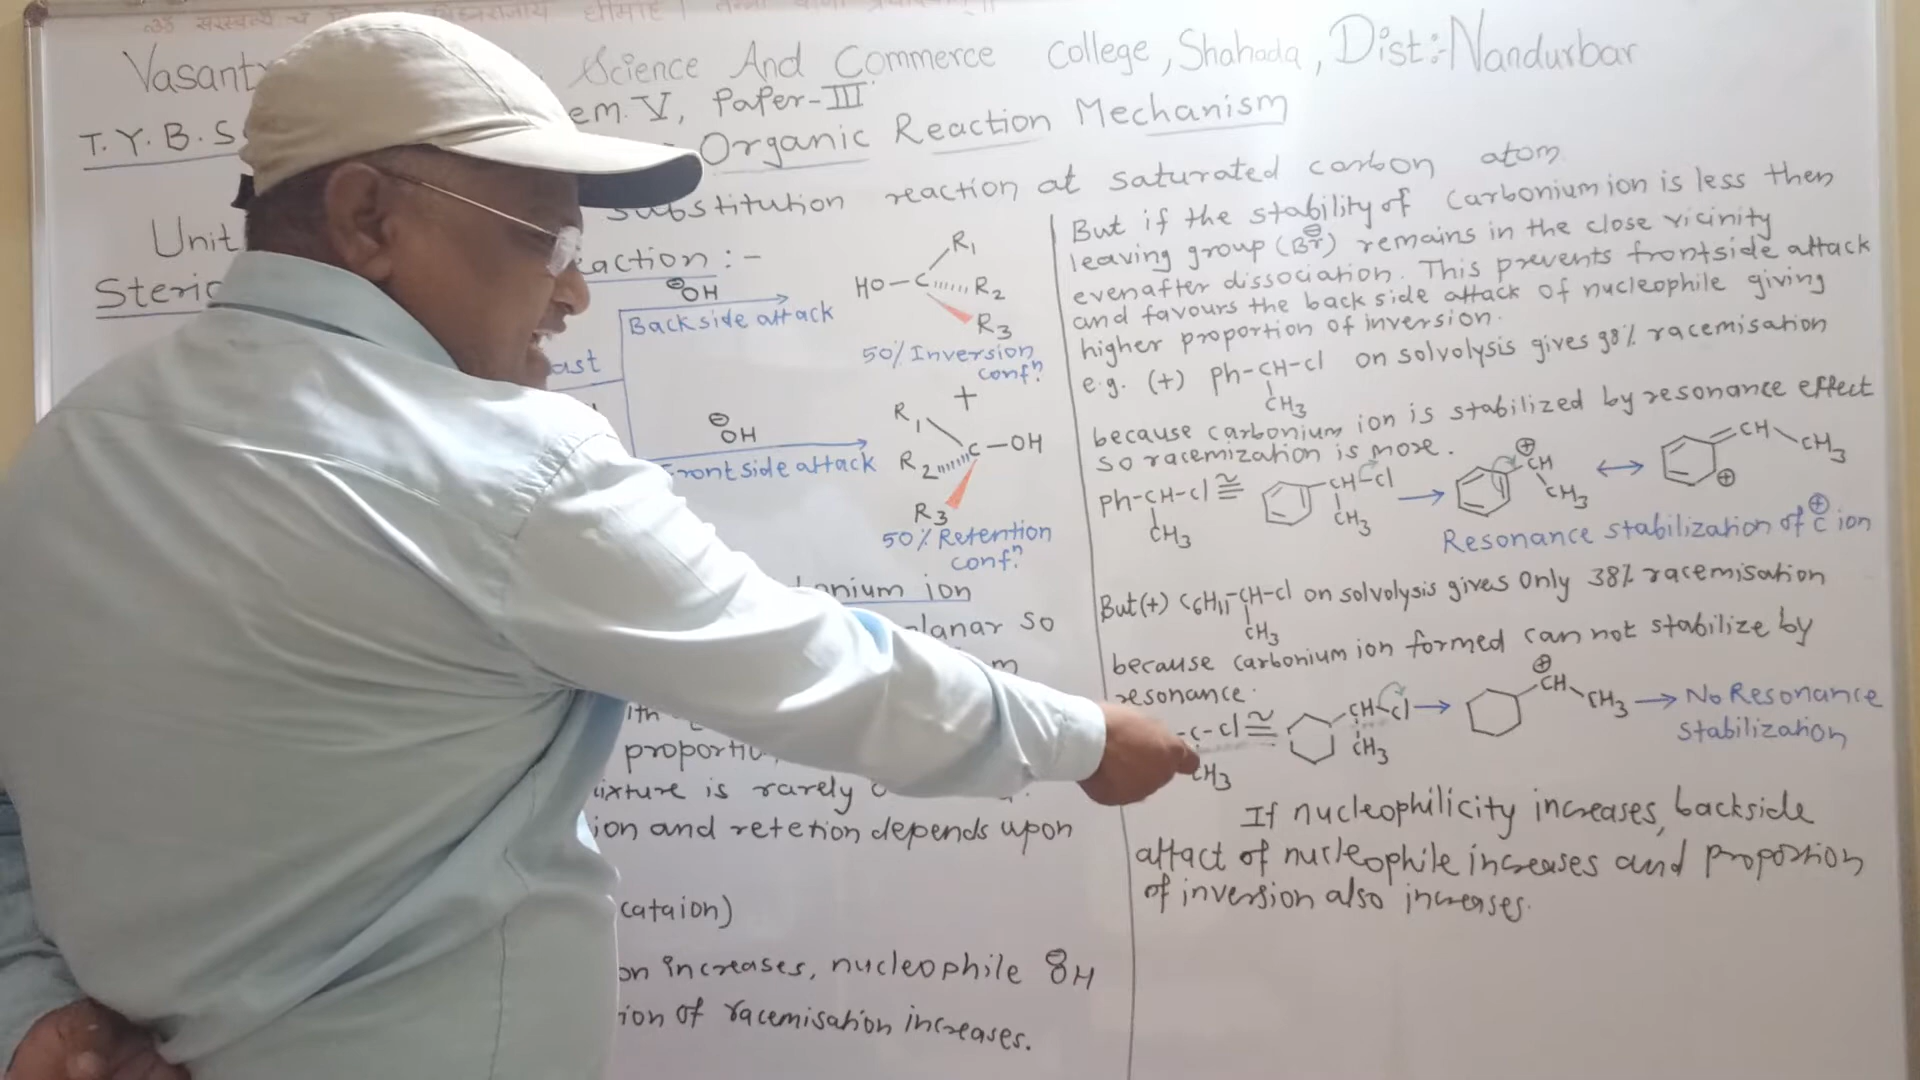 Science And Commerce College, Shahada, Dist:- Nandurbar
em. V, Paper-III
T.Y.B.S
Organic Reaction Mechanism
substitution reaction at saturated carbon atom
Unit
action :-
Steric
⊖OH
Backside attack
HO-C R1 R2 R3
50% Inversion
confⁿ.
+
ast
⊖OH
Frontside attack
R1 R2 R3 C-OH
50% Retention
confⁿ.
onium ion
lanar so
m
ith
proportio
ixture is rarely
ion and retetion depends upon
cataion)
on increases, nucleophile ⊖OH
ion of racemisation increases.
But if the stability of Carbonium ion is less then
leaving group (Br⊖) remains in the close vicinity
evenafter dissociation. This prevents frontside attack
and favours the back side attack of nucleophile giving
higher proportion of inversion.
e.g. (+) Ph-CH-Cl on solvolysis gives 98% racemisation
CH3
because carbonium ion is stabilized by resonance effect
so racemization is more.
Ph-CH-Cl ≅ CH-Cl → ⊕CH ↔ CH-CH3
CH3 CH3 CH3 ⊕
Resonance stabilization of C⊕ ion
But (+) C6H11-CH-Cl on solvolysis gives only 38% racemisation
CH3
because carbonium ion formed can not stabilize by
resonance.
-C-Cl ≅ CH-Cl → ⊕CH-CH3 → No Resonance
CH3 CH3 stabilization
If nucleophilicity increases, backside
attact of nucleophile increases and proportion
of inversion also increases.